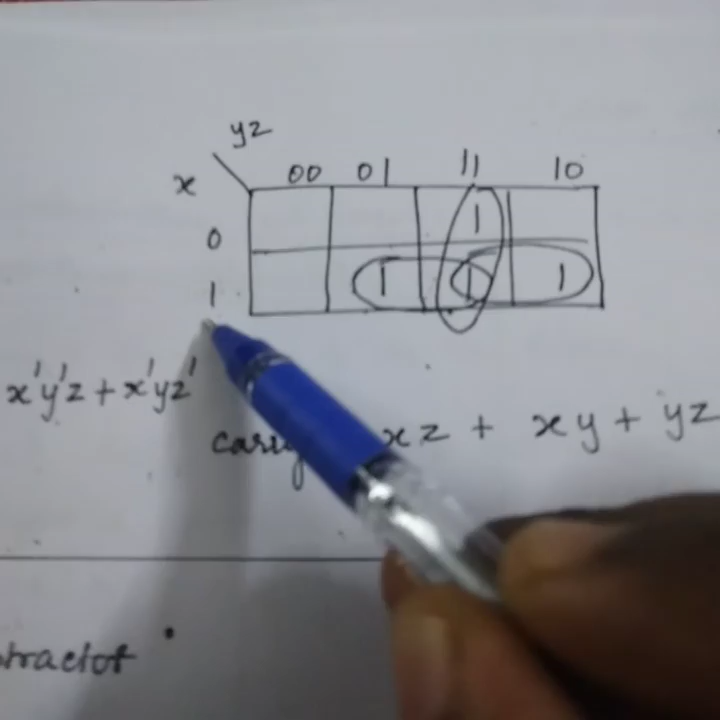 yz
x 00 01 11 10
0 1
1 1 1 1
x'y'z + x'yz'
xz + xy + yz